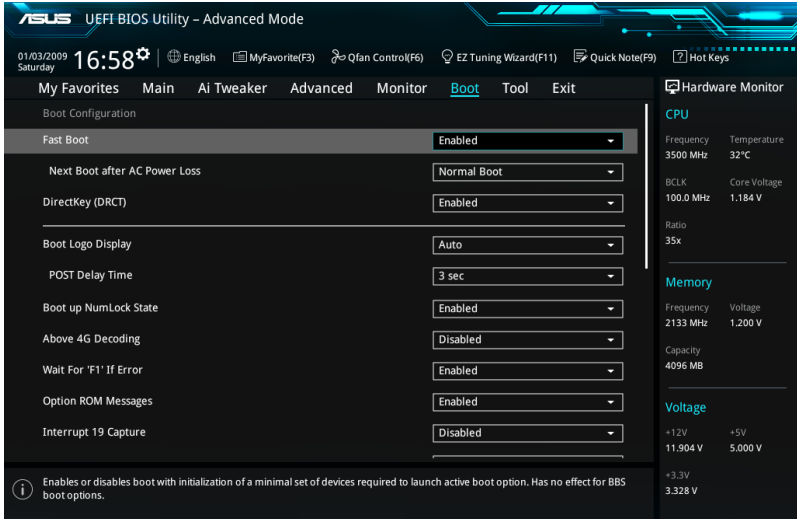 ASUS UEFI BIOS Utility – Advanced Mode
01/03/2009
Saturday
16:58
English MyFavorite(F3) Qfan Control(F6) EZ Tuning Wizard(F11) Quick Note(F9) ? Hot Keys
My Favorites Main Ai Tweaker Advanced Monitor Boot Tool Exit
Boot Configuration
Fast Boot Enabled
Next Boot after AC Power Loss Normal Boot
DirectKey (DRCT) Enabled
Boot Logo Display Auto
POST Delay Time 3 sec
Boot up NumLock State Enabled
Above 4G Decoding Disabled
Wait For 'F1' If Error Enabled
Option ROM Messages Enabled
Interrupt 19 Capture Disabled
i Enables or disables boot with initialization of a minimal set of devices required to launch active boot option. Has no effect for BBS
boot options.
Hardware Monitor
CPU
Frequency Temperature
3500 MHz 32°C
BCLK Core Voltage
100.0 MHz 1.184 V
Ratio
35x
Memory
Frequency Voltage
2133 MHz 1.200 V
Capacity
4096 MB
Voltage
+12V +5V
11.904 V 5.000 V
+3.3V
3.328 V